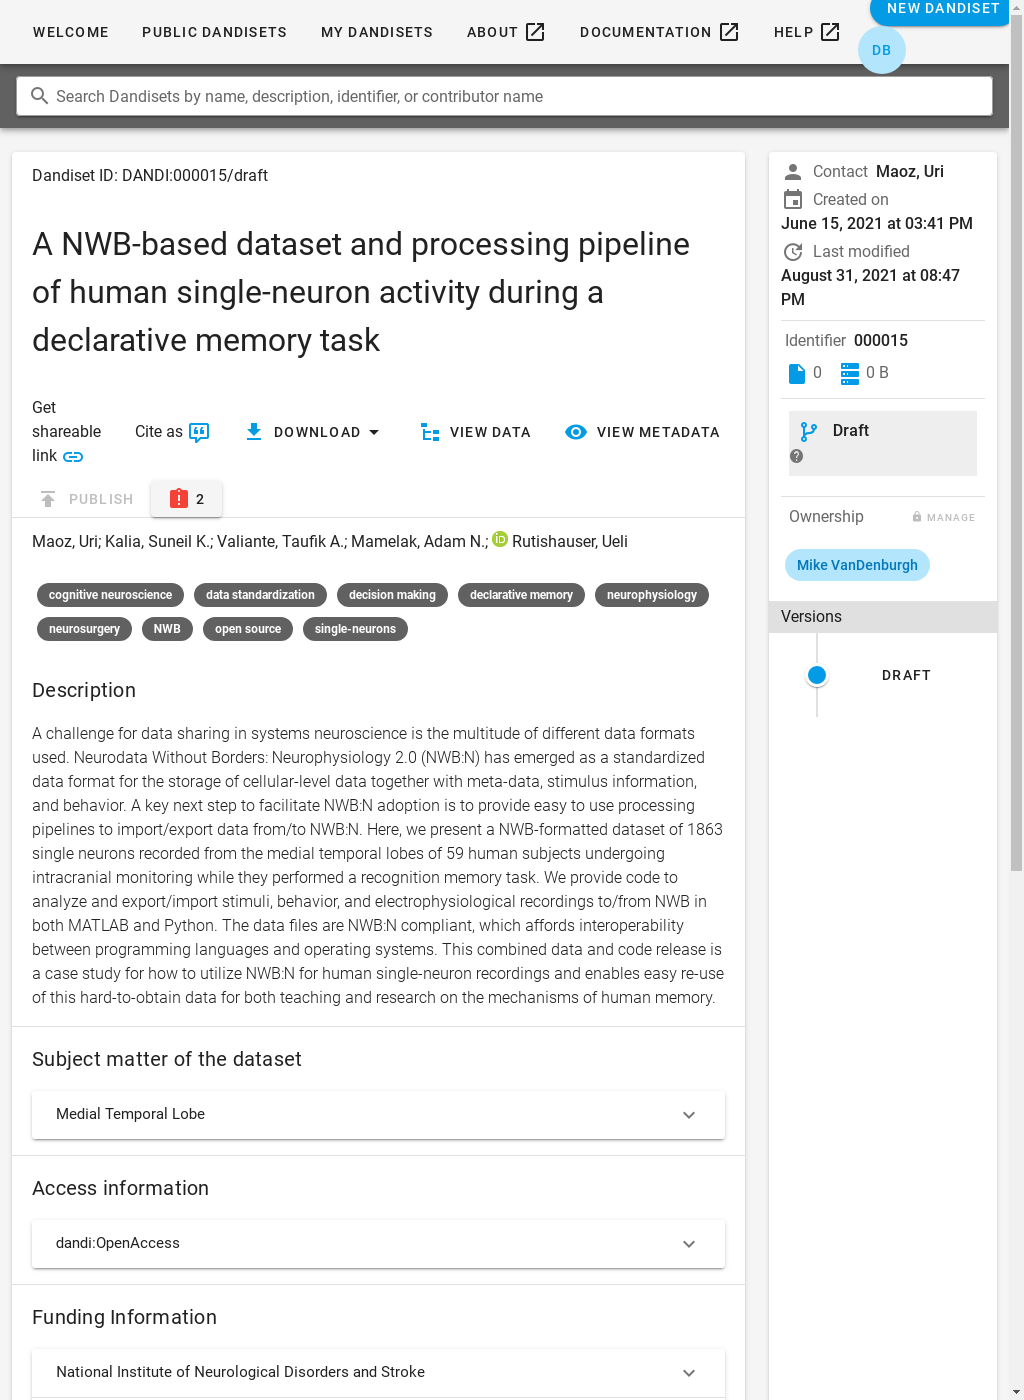 WELCOME PUBLIC DANDISETS MY DANDISETS ABOUT DOCUMENTATION HELP NEW DANDISET
DB
Search Dandisets by name, description, identifier, or contributor name
Dandiset ID: DANDI:000015/draft
A NWB-based dataset and processing pipeline
of human single-neuron activity during a
declarative memory task
Get
shareable
link
Cite as DOWNLOAD VIEW DATA VIEW METADATA
PUBLISH 2
Maoz, Uri; Kalia, Suneil K.; Valiante, Taufik A.; Mamelak, Adam N.; iD Rutishauser, Ueli
cognitive neuroscience data standardization decision making declarative memory neurophysiology
neurosurgery NWB open source single-neurons
Description
A challenge for data sharing in systems neuroscience is the multitude of different data formats
used. Neurodata Without Borders: Neurophysiology 2.0 (NWB:N) has emerged as a standardized
data format for the storage of cellular-level data together with meta-data, stimulus information,
and behavior. A key next step to facilitate NWB:N adoption is to provide easy to use processing
pipelines to import/export data from/to NWB:N. Here, we present a NWB-formatted dataset of 1863
single neurons recorded from the medial temporal lobes of 59 human subjects undergoing
intracranial monitoring while they performed a recognition memory task. We provide code to
analyze and export/import stimuli, behavior, and electrophysiological recordings to/from NWB in
both MATLAB and Python. The data files are NWB:N compliant, which affords interoperability
between programming languages and operating systems. This combined data and code release is
a case study for how to utilize NWB:N for human single-neuron recordings and enables easy re-use
of this hard-to-obtain data for both teaching and research on the mechanisms of human memory.
Subject matter of the dataset
Medial Temporal Lobe
Access information
dandi:OpenAccess
Funding Information
National Institute of Neurological Disorders and Stroke
Contact Maoz, Uri
Created on
June 15, 2021 at 03:41 PM
Last modified
August 31, 2021 at 08:47
PM
Identifier 000015
0 0 B
Draft
Ownership MANAGE
Mike VanDenburgh
Versions
DRAFT